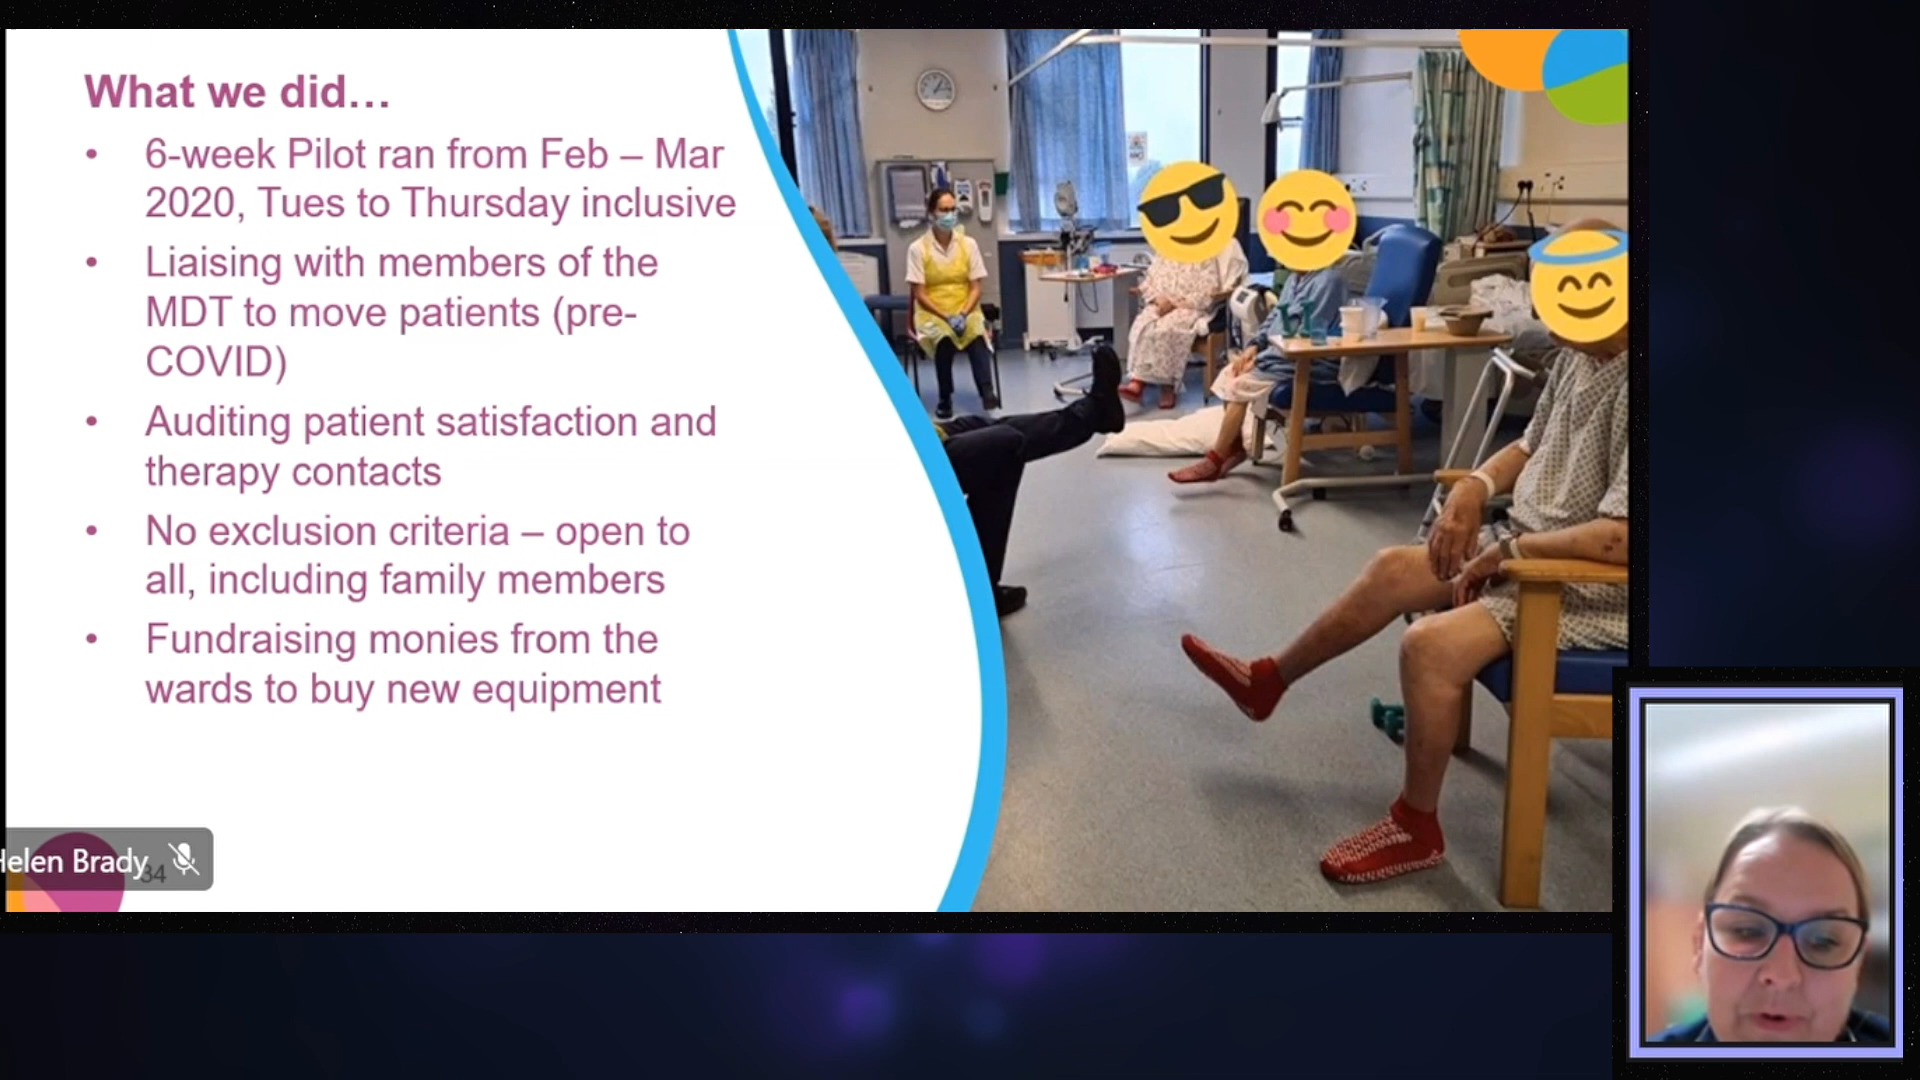 What we did…
• 6-week Pilot ran from Feb – Mar
2020, Tues to Thursday inclusive
• Liaising with members of the
MDT to move patients (pre-
COVID)
• Auditing patient satisfaction and
therapy contacts
• No exclusion criteria – open to
all, including family members
• Fundraising monies from the
wards to buy new equipment
Helen Brady
34